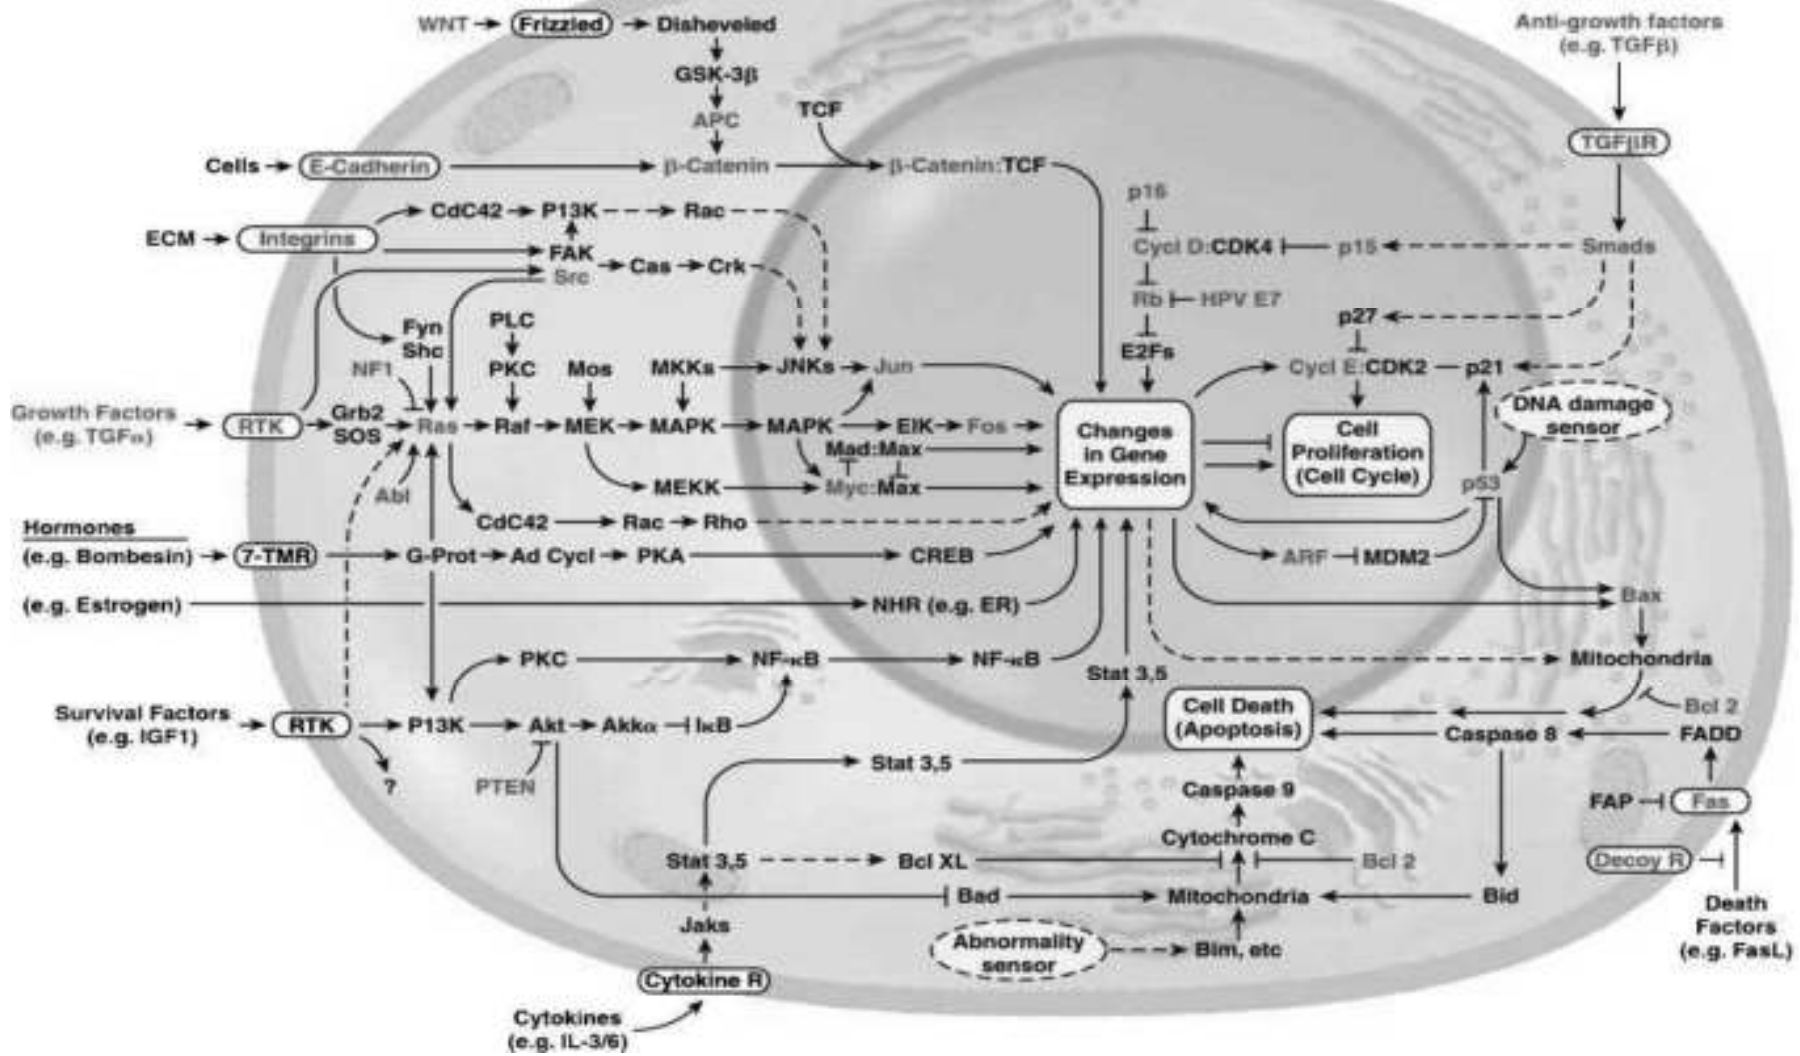 WNT Frizzled Disheveled
Anti-growth factors
(e.g. TGFβ)
GSK-3β
APC
TCF
TGFβR
Cells E-Cadherin β-Catenin β-Catenin:TCF
p16
CdC42 P13K Rac
ECM Integrins
FAK
Src
Cas Crk
Cycl D:CDK4 p15 Smads
Rb HPV E7
p27
Fyn
Shc
PLC
E2Fs
NF1
PKC Mos MKKs JNKs Jun
Cycl E:CDK2 p21
Growth Factors
(e.g. TGFα)
RTK
Grb2
SOS
Ras Raf MEK MAPK MAPK EIK Fos
Mad:Max
Changes
in Gene
Expression
Cell
Proliferation
(Cell Cycle)
DNA damage
sensor
Abl
MEKK Myc:Max
p53
CdC42 Rac Rho
Hormones
(e.g. Bombesin) 7-TMR G-Prot Ad Cycl PKA CREB
ARF MDM2
(e.g. Estrogen) NHR (e.g. ER)
Bax
PKC NF-κB NF-κB
Stat 3,5
Mitochondria
Survival Factors
(e.g. IGF1)
RTK P13K Akt Akkα IκB
Cell Death
(Apoptosis)
Bcl 2
Caspase 8 FADD
?
PTEN
Stat 3,5
Caspase 9
FAP Fas
Cytochrome C
Stat 3,5 Bcl XL Bcl 2
Decoy R
Bad Mitochondria Bid
Death
Factors
(e.g. FasL)
Jaks
Abnormality
sensor
Bim, etc
Cytokine R
Cytokines
(e.g. IL-3/6)